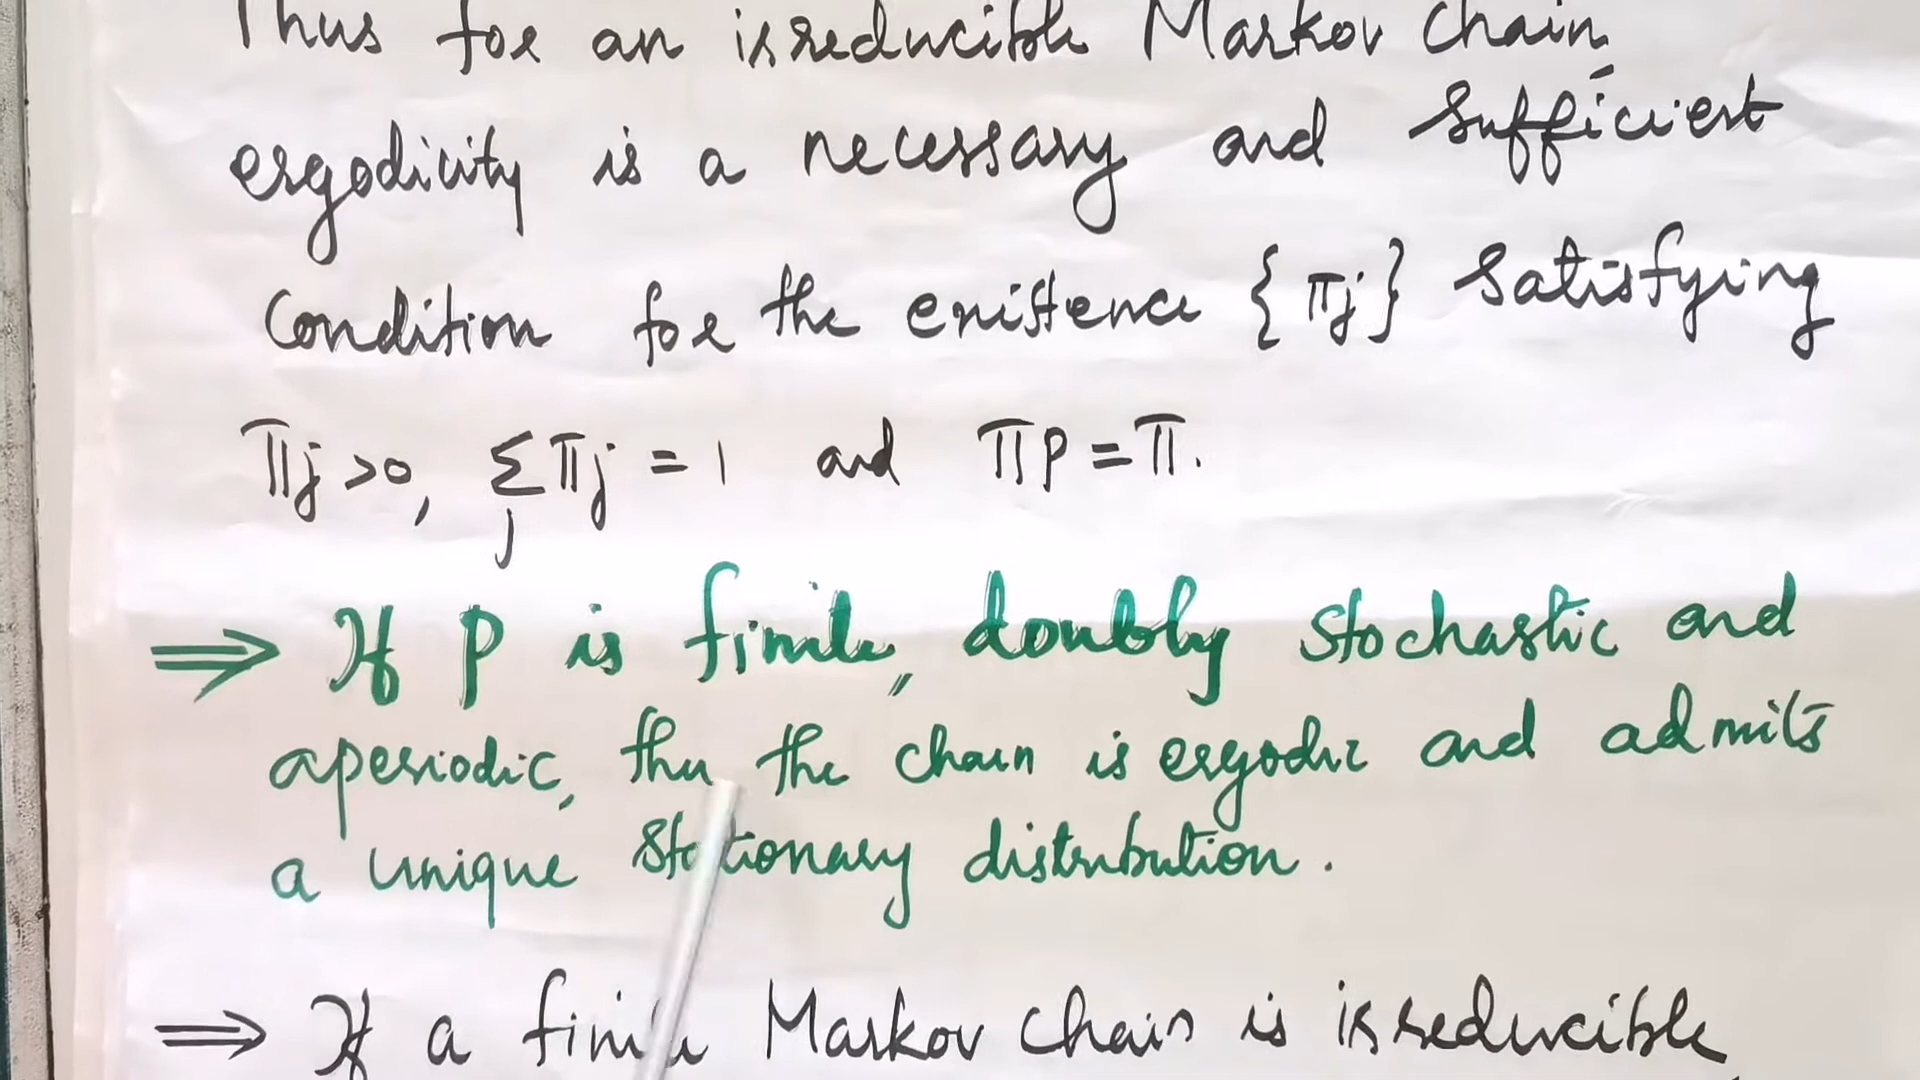 Thus for an irreducible Markov Chain
ergodicity is a necessary and sufficient
Condition for the existence {πj} satisfying
πj >0, Σj πj = 1 and πp = π.
⇒ If P is finite, doubly stochastic and
aperiodic, then the chain is ergodic and admits
a unique stationary distribution.
⇒ If a finite Markov chain is irreducible